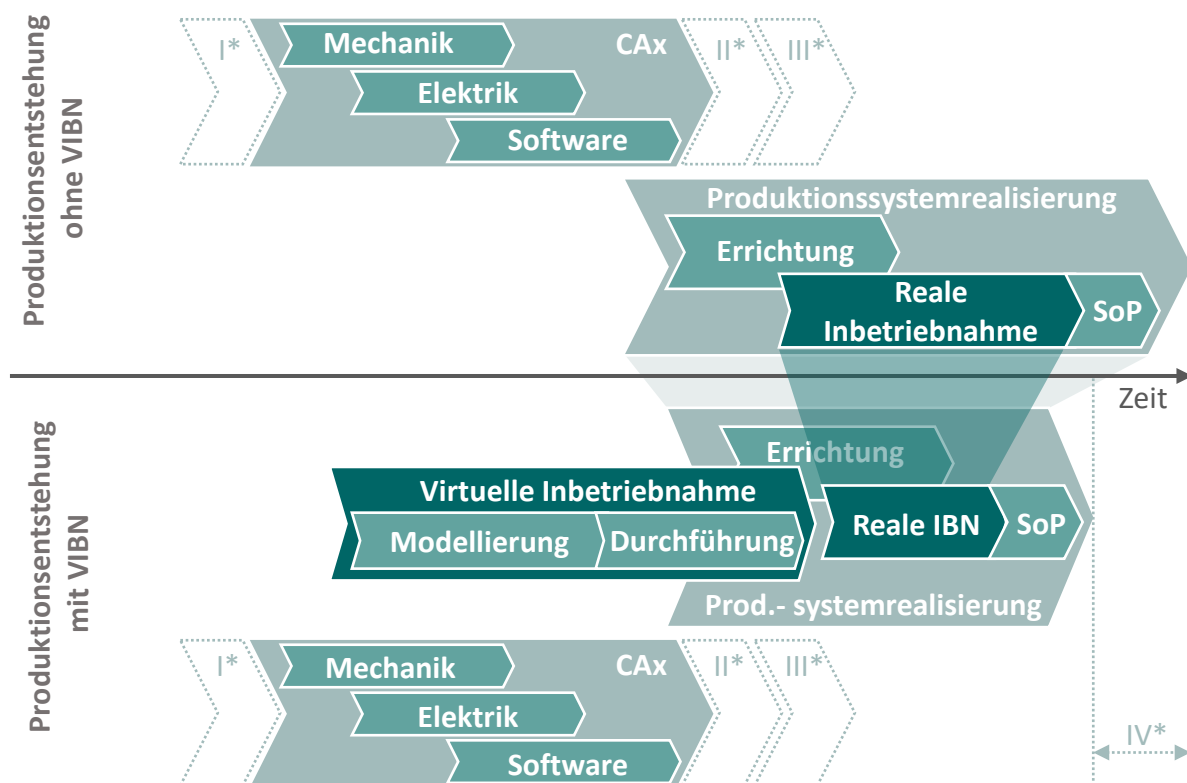 Produktionsentstehung
ohne VIBN
I*
Mechanik
CAx
II*
III*
Elektrik
Software
Produktionssystemrealisierung
Errichtung
Reale
Inbetriebnahme
SoP
Zeit
Produktionsentstehung
mit VIBN
Errichtung
Virtuelle Inbetriebnahme
Modellierung
Durchführung
Reale IBN
SoP
Prod.- systemrealisierung
I*
Mechanik
CAx
II*
III*
Elektrik
Software
IV*